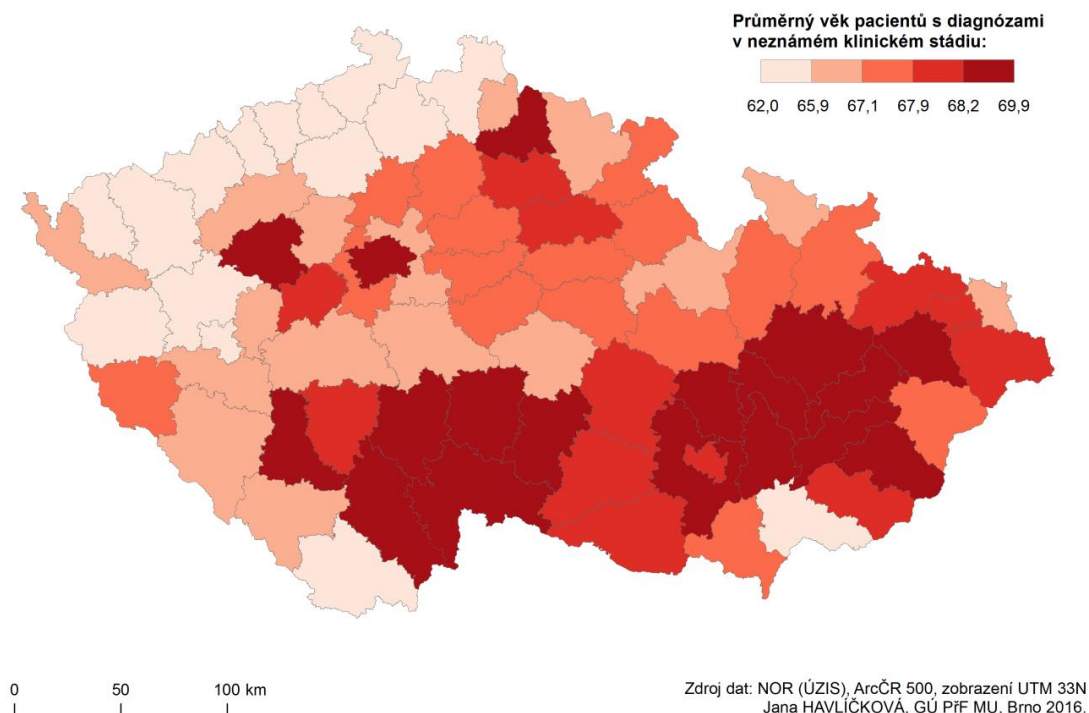 Průměrný věk pacientů s diagnózami
v neznámém klinickém stádiu:
62,0 65,9 67,1 67,9 68,2 69,9
0 50 100 km
Zdroj dat: NOR (ÚZIS), ArcČR 500, zobrazení UTM 33N
Jana HAVLÍČKOVÁ, GÚ PřF MU, Brno 2016.